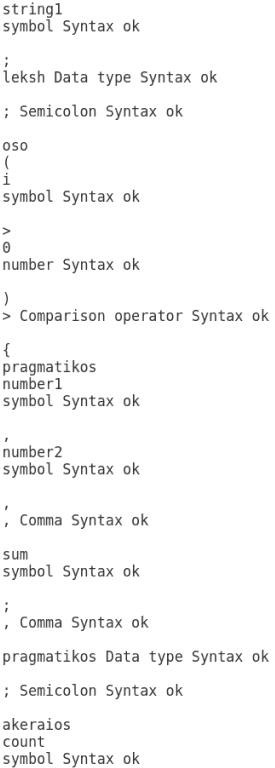 string1
symbol Syntax ok
;
leksh Data type Syntax ok
; Semicolon Syntax ok
oso
(
i
symbol Syntax ok
>
0
number Syntax ok
)
> Comparison operator Syntax ok
{
pragmatikos
number1
symbol Syntax ok
,
number2
symbol Syntax ok
,
, Comma Syntax ok
sum
symbol Syntax ok
;
, Comma Syntax ok
pragmatikos Data type Syntax ok
; Semicolon Syntax ok
akeraios
count
symbol Syntax ok